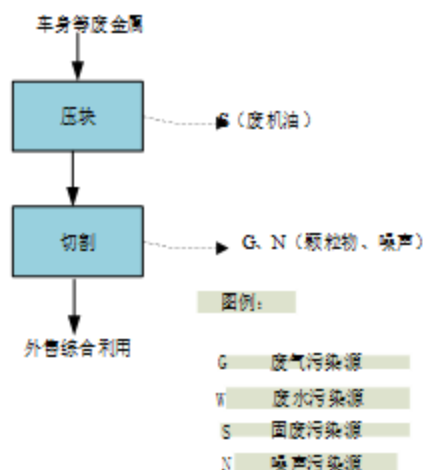 车身等废金属
压块
S（废机油）
切割
G、N（颗粒物、噪声）
外售综合利用
图例：
G 废气污染源
W 废水污染源
S 固废污染源
N 噪声污染源